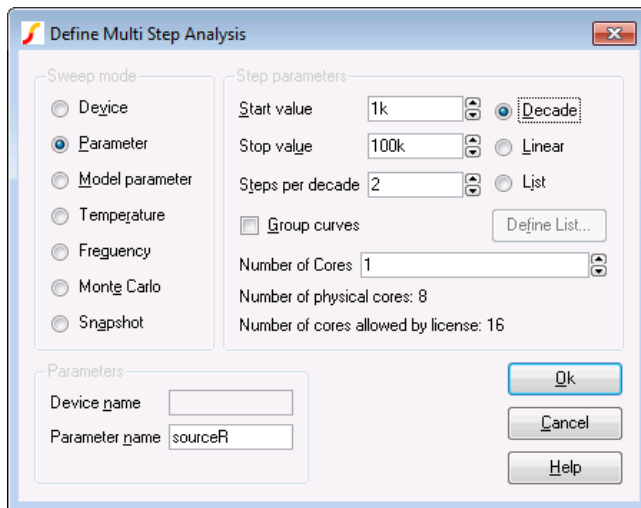 Define Multi Step Analysis
Sweep mode
Device
Parameter
Model parameter
Temperature
Freguency
Monte Carlo
Snapshot
Step parameters
Start value 1k
Stop value 100k
Steps per decade 2
Decade
Linear
List
Group curves
Define List...
Number of Cores 1
Number of physical cores: 8
Number of cores allowed by license: 16
Parameters
Device name
Parameter name sourceR
Ok
Cancel
Help